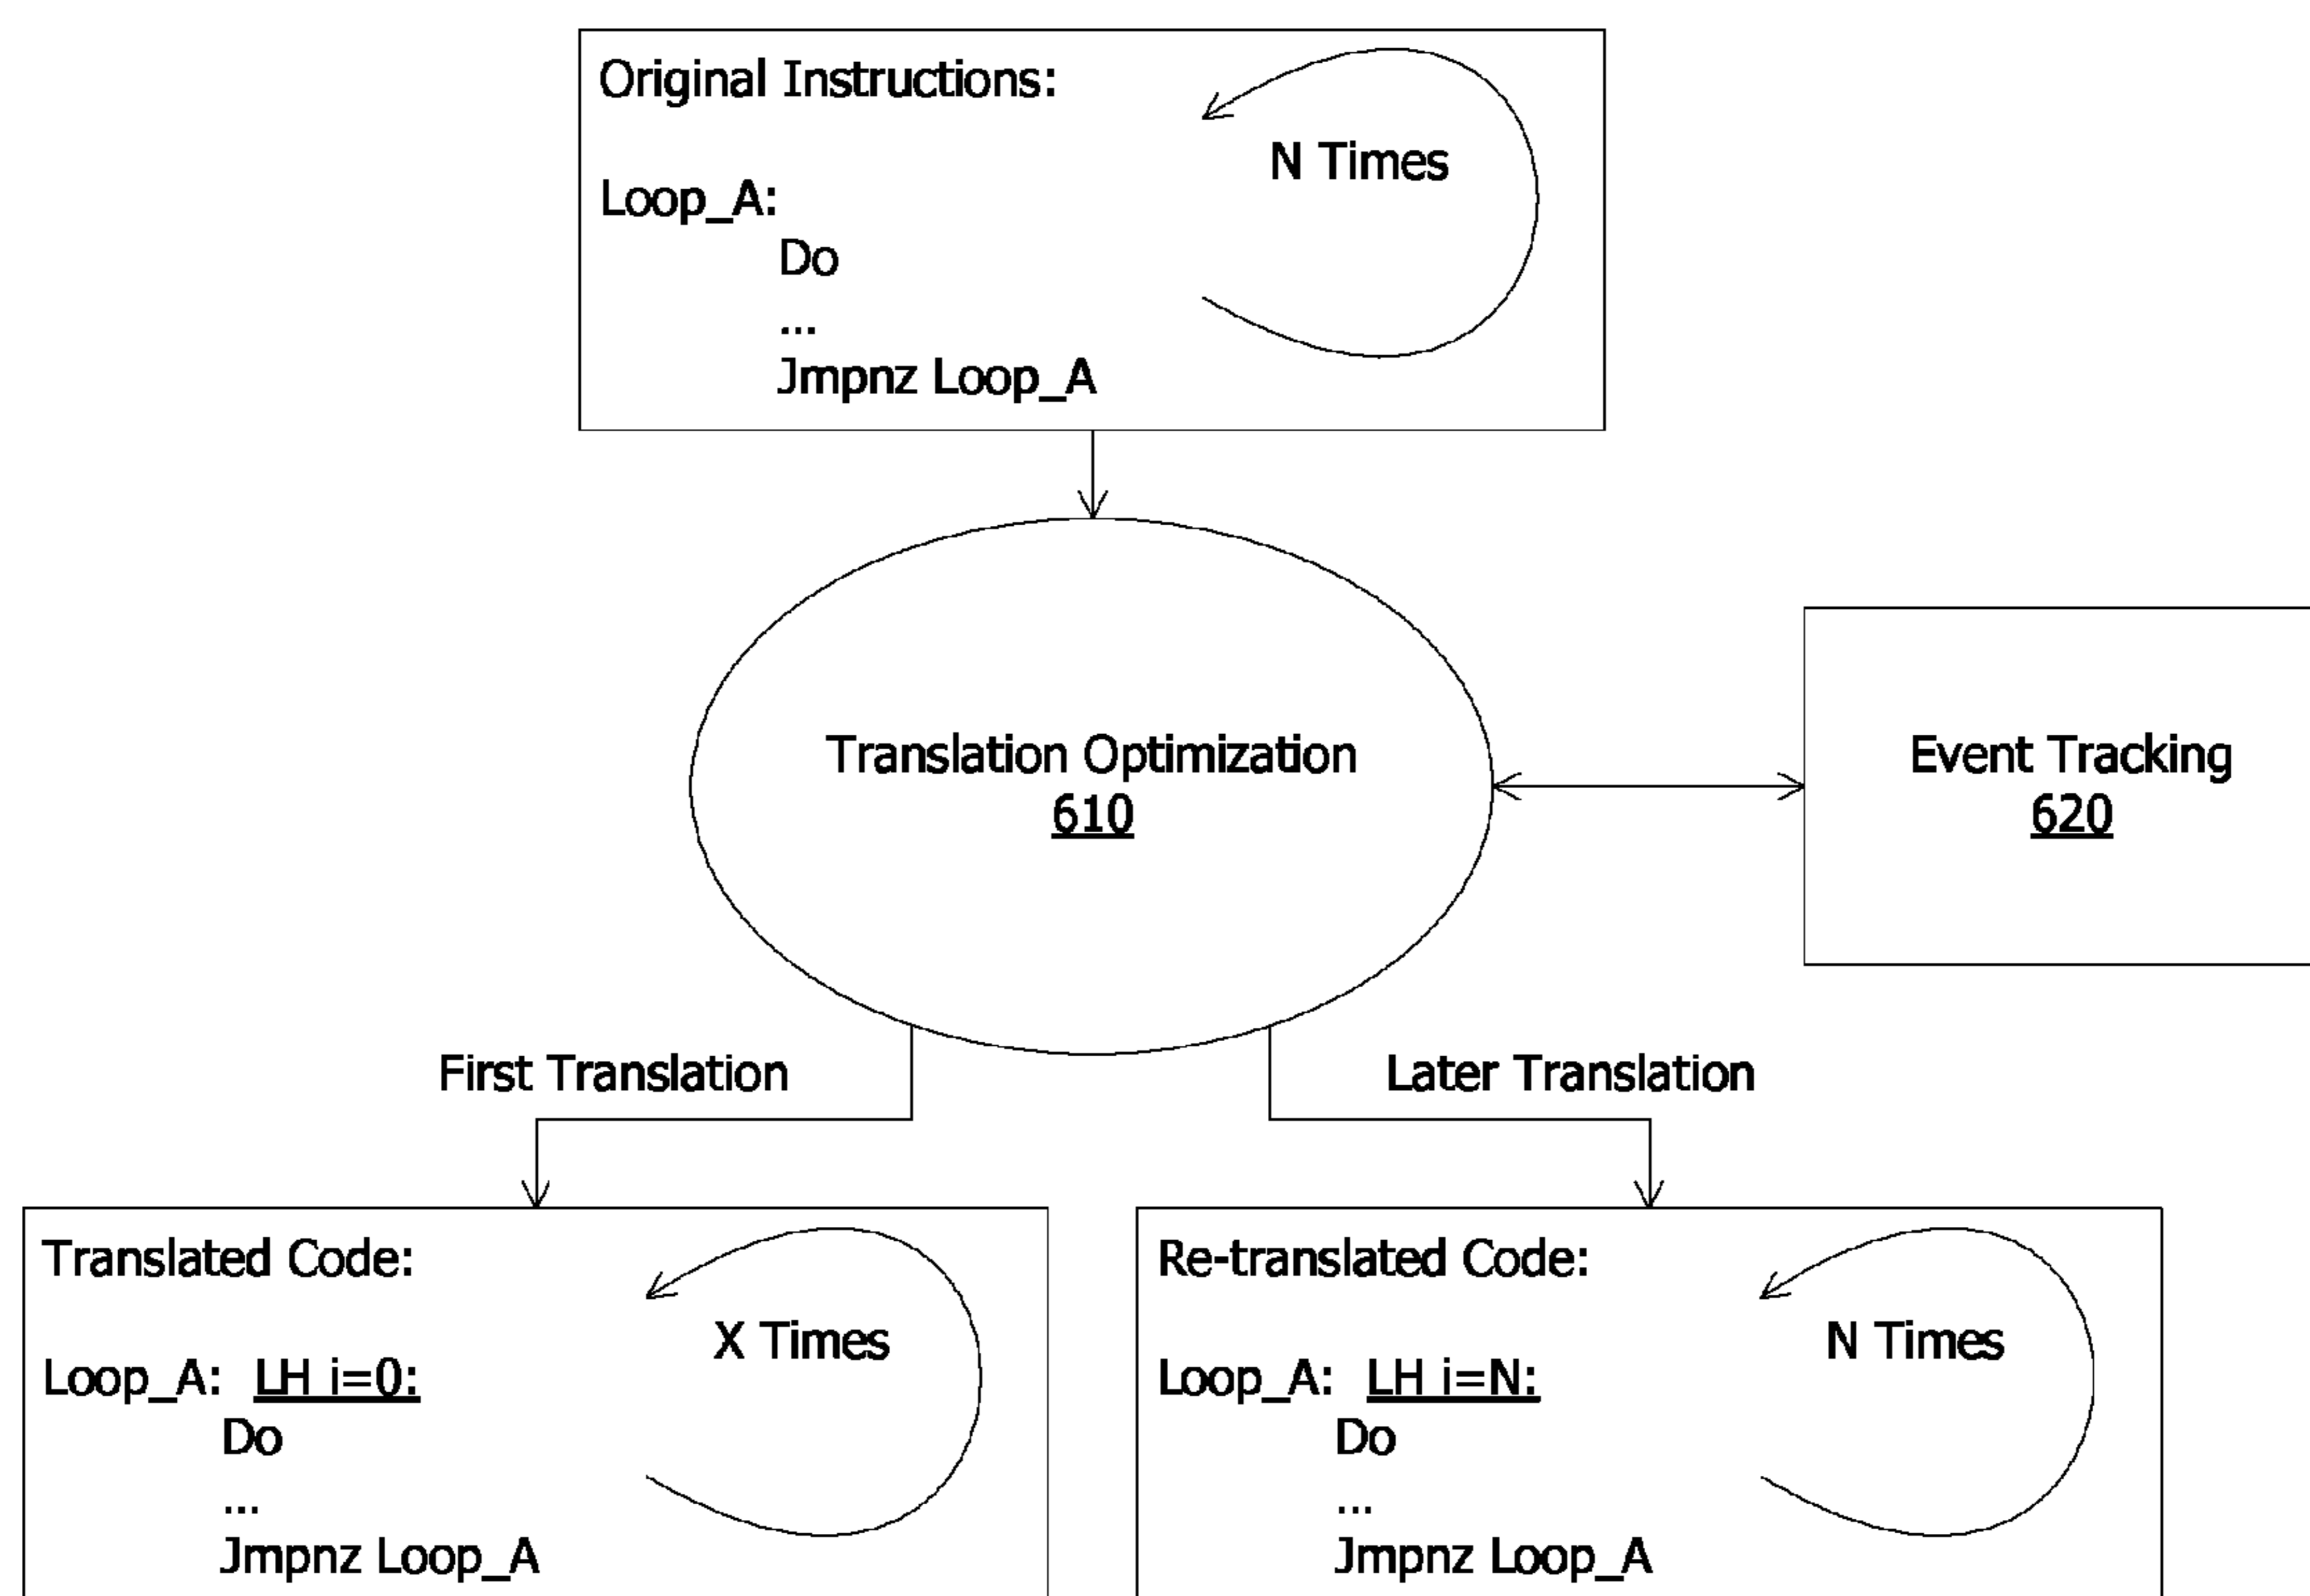 Original Instructions:
N Times
Loop_A:
Do
...
Jmpnz Loop_A
Translation Optimization
610
Event Tracking
620
First Translation
Later Translation
Translated Code:
X Times
Loop_A: LH i=0:
Do
...
Jmpnz Loop_A
Re-translated Code:
N Times
Loop_A: LH i=N:
Do
...
Jmpnz Loop_A